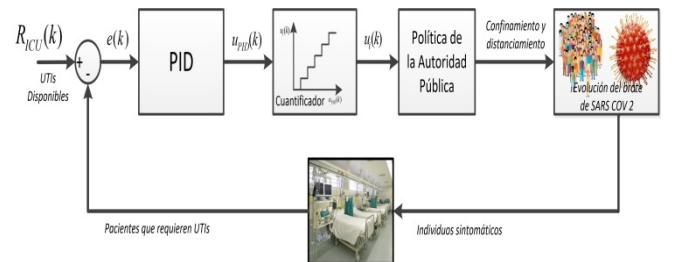 R_ICU(k)
UTIs
Disponibles
+
-
e(k)
PID
u_PID(k)
Cuantificador
u_PID(k)
u(k)
Política de
la Autoridad
Pública
Confinamiento y
distanciamiento
Evolución del brote
de SARS COV 2
Pacientes que requieren UTIs
Individuos sintomáticos